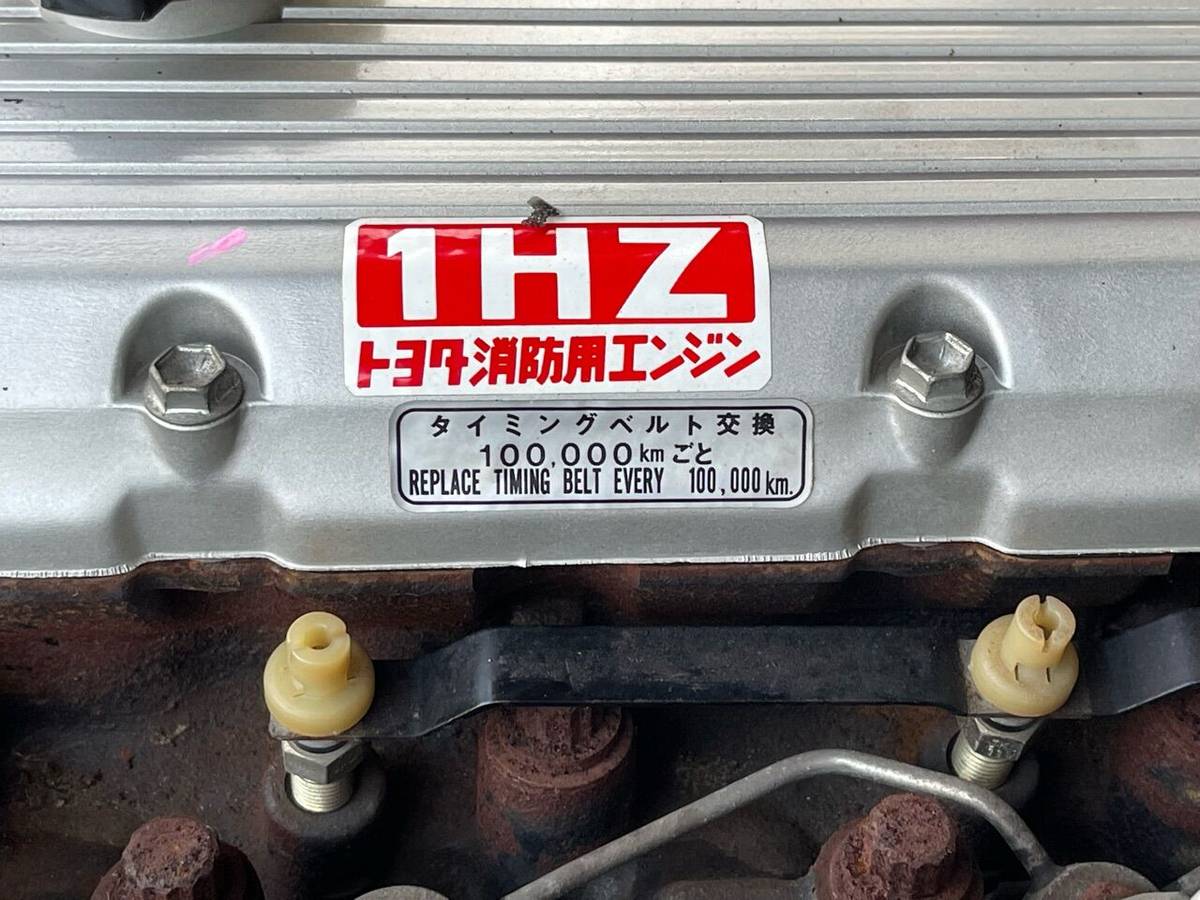 1HZ
トヨタ消防用エンジン
タイミングベルト交換
100,000kmごと
REPLACE TIMING BELT EVERY 100,000km.